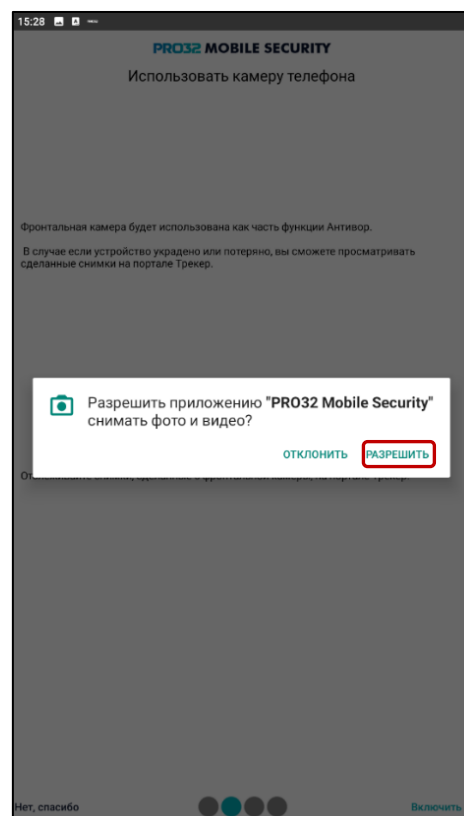 15:28
PRO32 MOBILE SECURITY
Использовать камеру телефона
Фронтальная камера будет использована как часть функции Антивор.
В случае если устройство украдено или потеряно, вы сможете просматривать
сделанные снимки на портале Трекер.
Разрешить приложению "PRO32 Mobile Security"
снимать фото и видео?
ОТКЛОНИТЬ РАЗРЕШИТЬ
Нет, спасибо
Включить